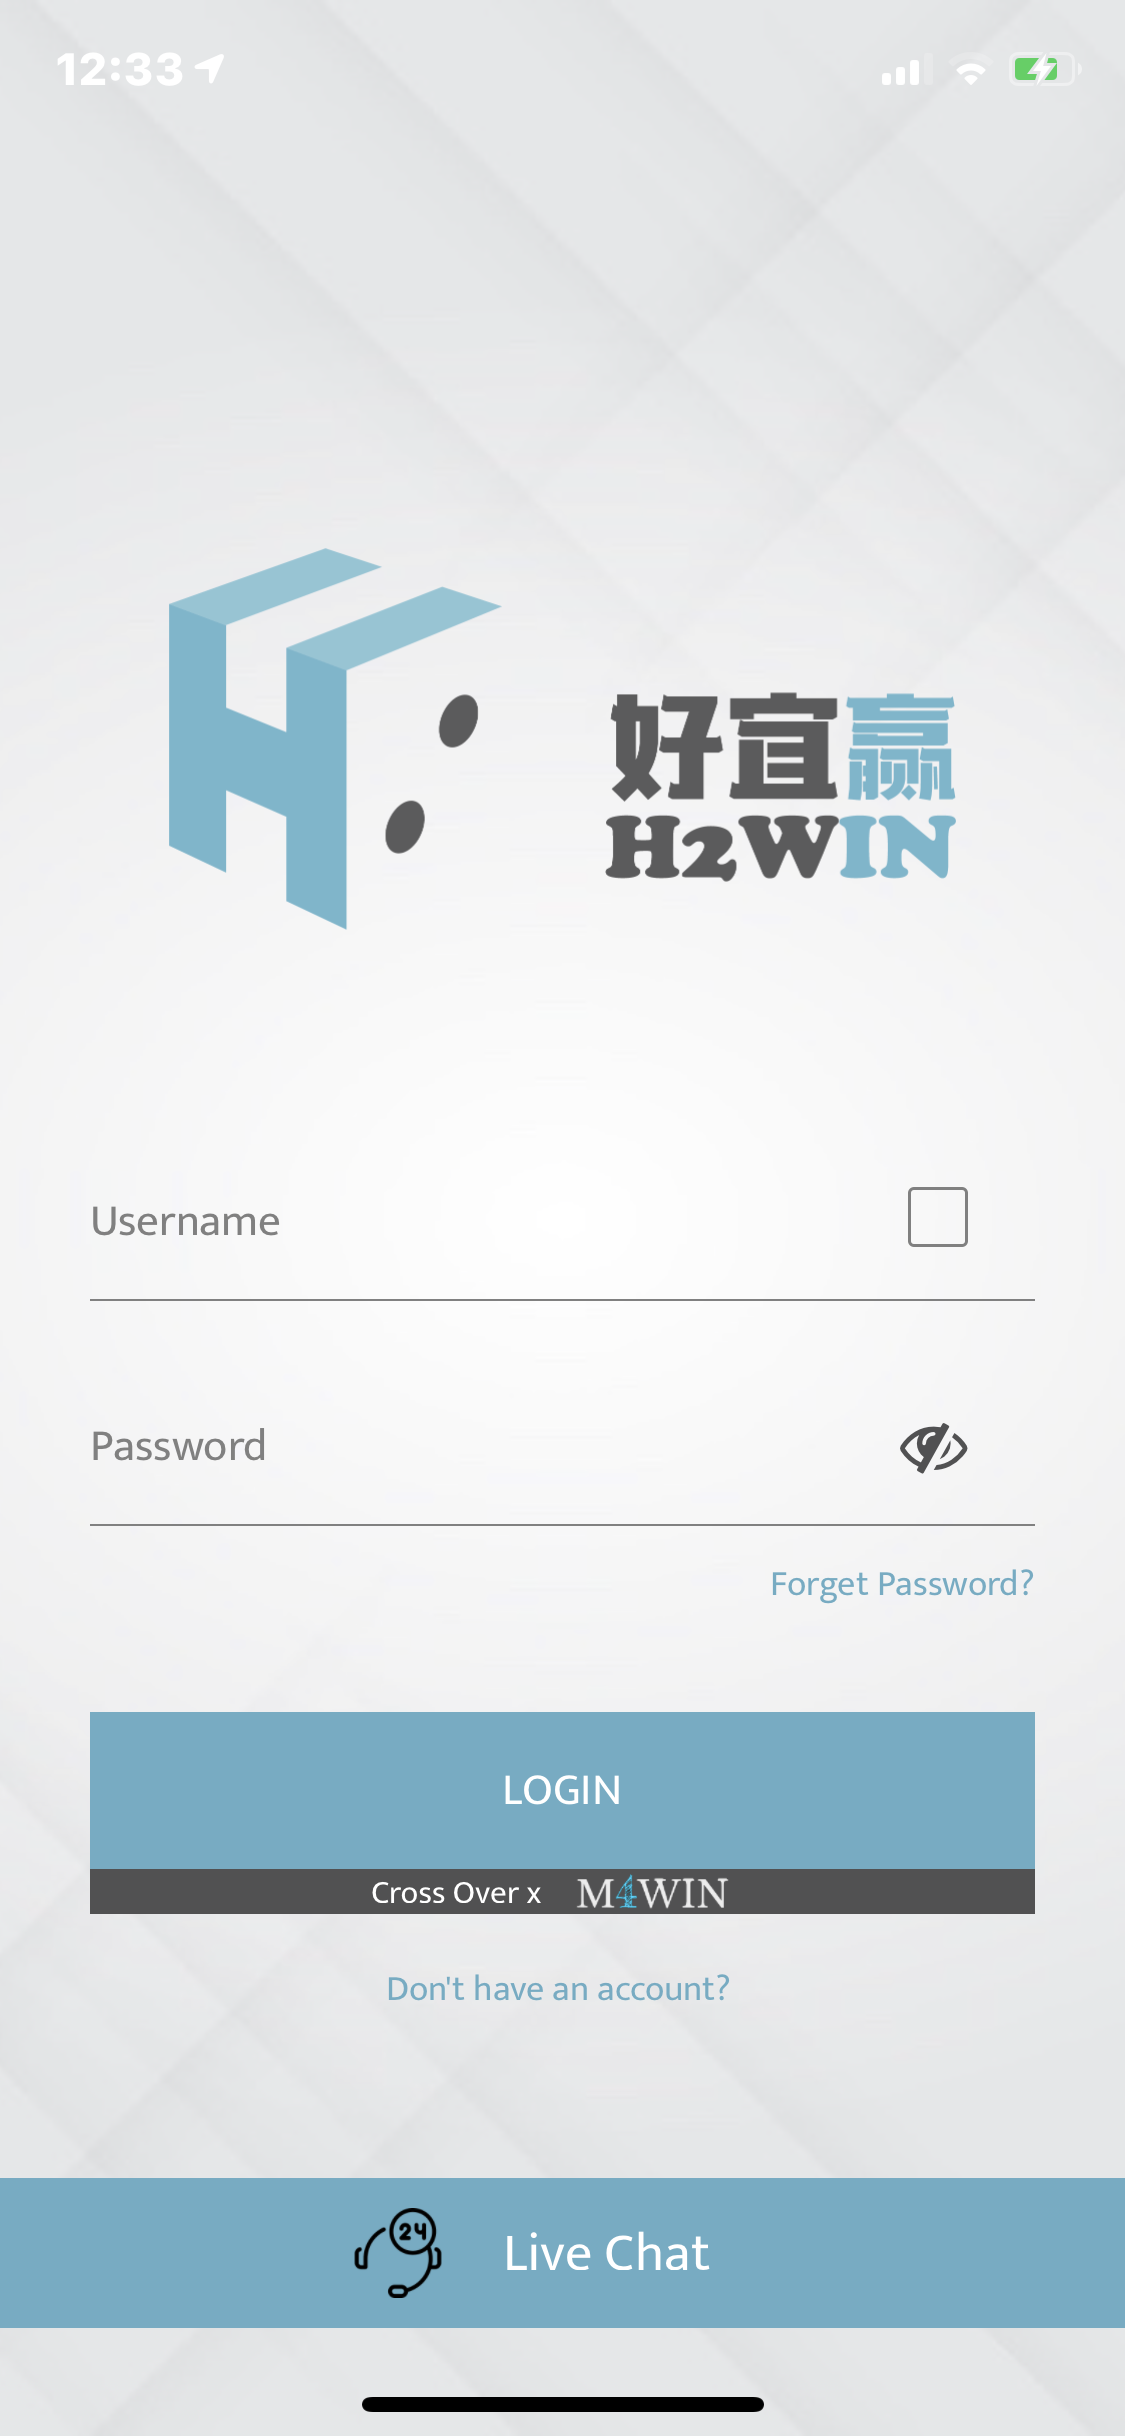 12:33
好宜赢
H2WIN
Username
Password
Forget Password?
LOGIN
Cross Over x M4WIN
Don't have an account?
24 Live Chat